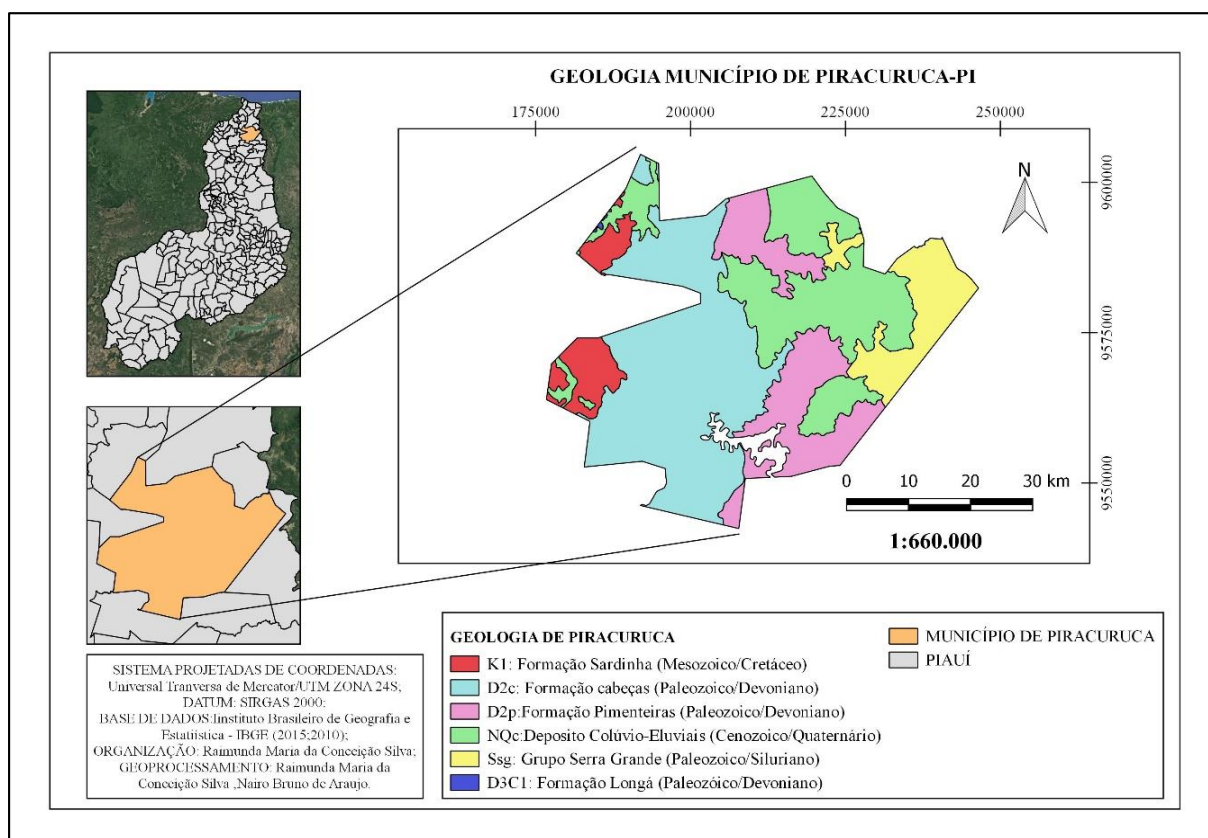 GEOLOGIA MUNICÍPIO DE PIRACURUCA-PI
175000 200000 225000 250000
N
9600000
9575000
9550000
0 10 20 30 km
1:660.000
GEOLOGIA DE PIRACURUCA
K1: Formação Sardinha (Mesozoico/Cretáceo)
D2c: Formação cabeças (Paleozoico/Devoniano)
D2p:Formação Pimenteiras (Paleozoico/Devoniano)
NQc:Deposito Colúvio-Eluviais (Cenozoico/Quaternário)
Ssg: Grupo Serra Grande (Paleozoico/Siluriano)
D3C1: Formação Longá (Paleozóico/Devoniano)
MUNICÍPIO DE PIRACURUCA
PIAUÍ
SISTEMA PROJETADAS DE COORDENADAS:
Universal Tranversa de Mercator/UTM ZONA 24S;
DATUM: SIRGAS 2000;
BASE DE DADOS:Iinstituto Brasileiro de Geografia e
Estatiística - IBGE (2015;2010);
ORGANIZAÇÃO: Raimunda Maria da Conceição Silva;
GEOPROCESSAMENTO: Raimunda Maria da
Conceição Silva ,Nairo Bruno de Araujo.